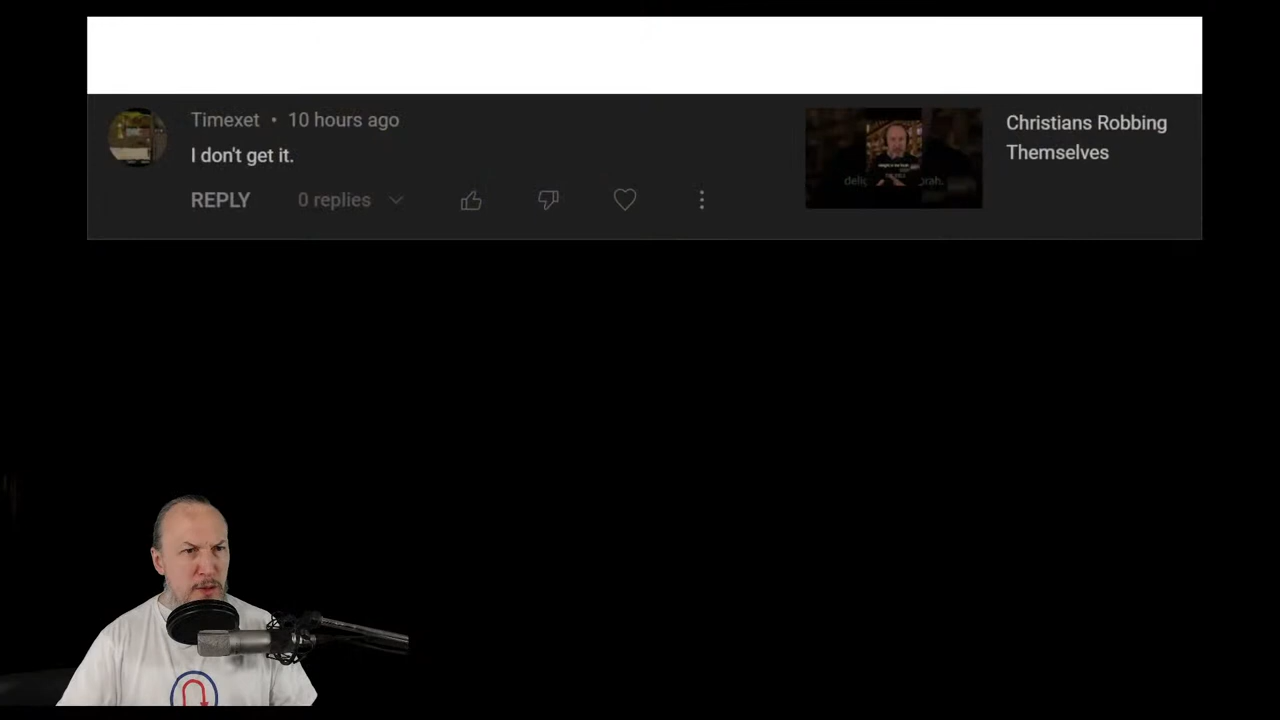 Timexet • 10 hours ago
I don't get it.
REPLY 0 replies
Christians Robbing
Themselves